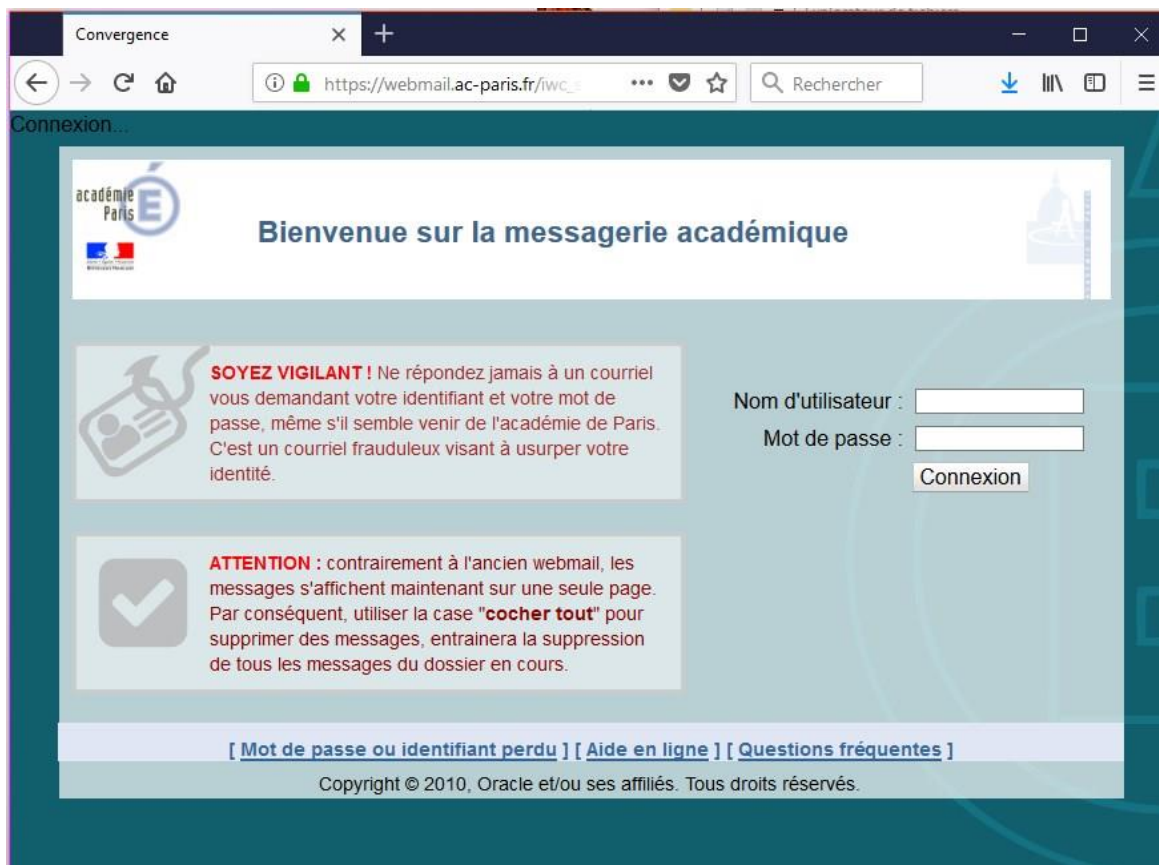 Convergence
https://webmail.ac-paris.fr/iwc_
Rechercher
Connexion...
académie
Paris
Bienvenue sur la messagerie académique
SOYEZ VIGILANT ! Ne répondez jamais à un courriel
vous demandant votre identifiant et votre mot de
passe, même s'il semble venir de l'académie de Paris.
C'est un courriel frauduleux visant à usurper votre
identité.
Nom d'utilisateur :
Mot de passe :
Connexion
ATTENTION : contrairement à l'ancien webmail, les
messages s'affichent maintenant sur une seule page.
Par conséquent, utiliser la case "cocher tout" pour
supprimer des messages, entrainera la suppression
de tous les messages du dossier en cours.
[ Mot de passe ou identifiant perdu ] [ Aide en ligne ] [ Questions fréquentes ]
Copyright © 2010, Oracle et/ou ses affiliés. Tous droits réservés.